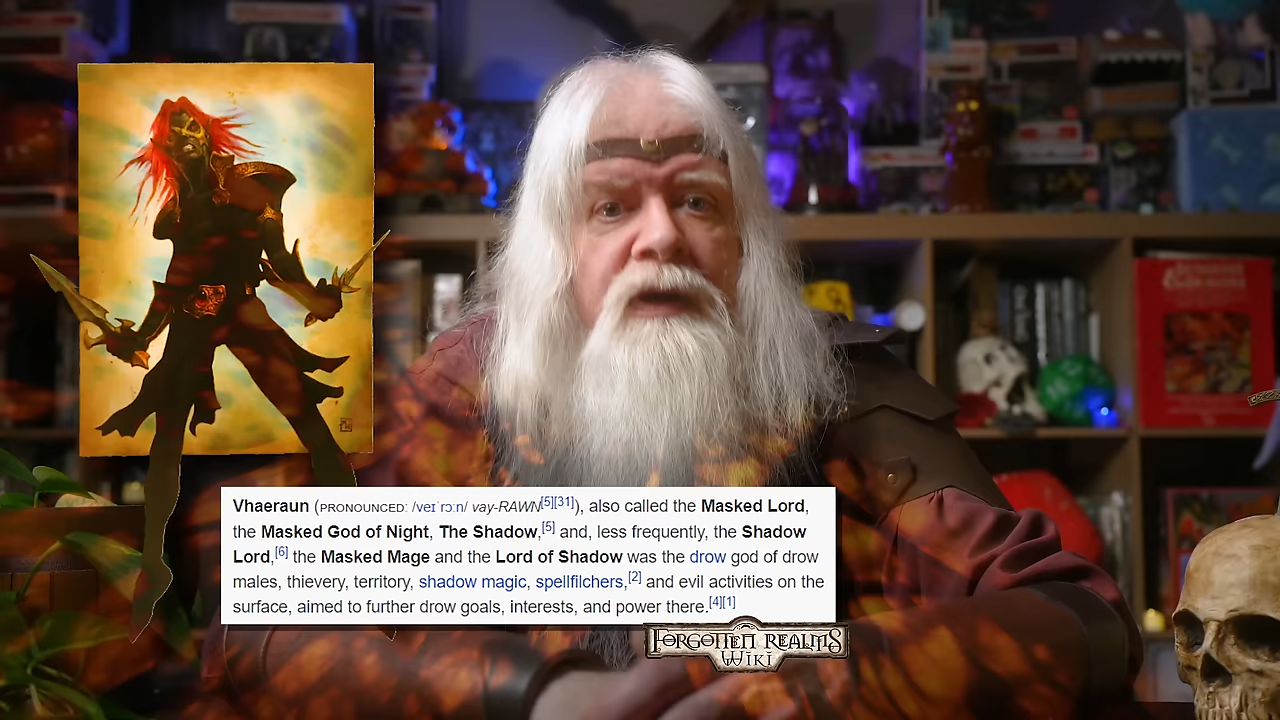 Vhaeraun (PRONOUNCED: /veɪˈrɔːn/ vay-RAWN[5][31]), also called the Masked Lord,
the Masked God of Night, The Shadow,[5] and, less frequently, the Shadow
Lord,[6] the Masked Mage and the Lord of Shadow was the drow god of drow
males, thievery, territory, shadow magic, spellfilchers,[2] and evil activities on the
surface, aimed to further drow goals, interests, and power there.[4][1]
FORGOTTEN REALMS
WIKI